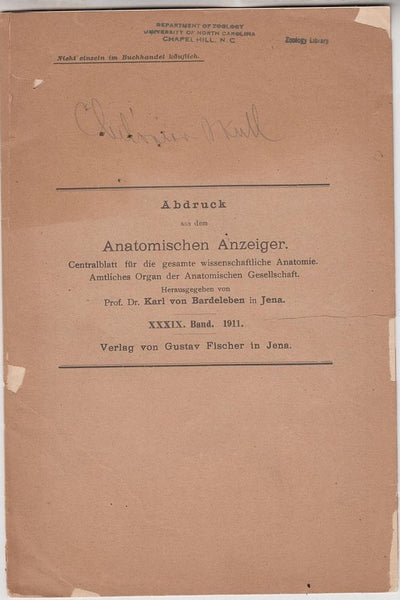 DEPARTMENT OF ZOOLOGY
UNIVERSITY OF NORTH CAROLINA
CHAPEL HILL, N. C
Zoology Library
Nicht einzeln im Buchhandel käuflich.
Abdruck
aus dem
Anatomischen Anzeiger.
Centralblatt für die gesamte wissenschaftliche Anatomie.
Amtliches Organ der Anatomischen Gesellschaft.
Herausgegeben von
Prof. Dr. Karl von Bardeleben in Jena.
XXXIX. Band. 1911.
Verlag von Gustav Fischer in Jena.